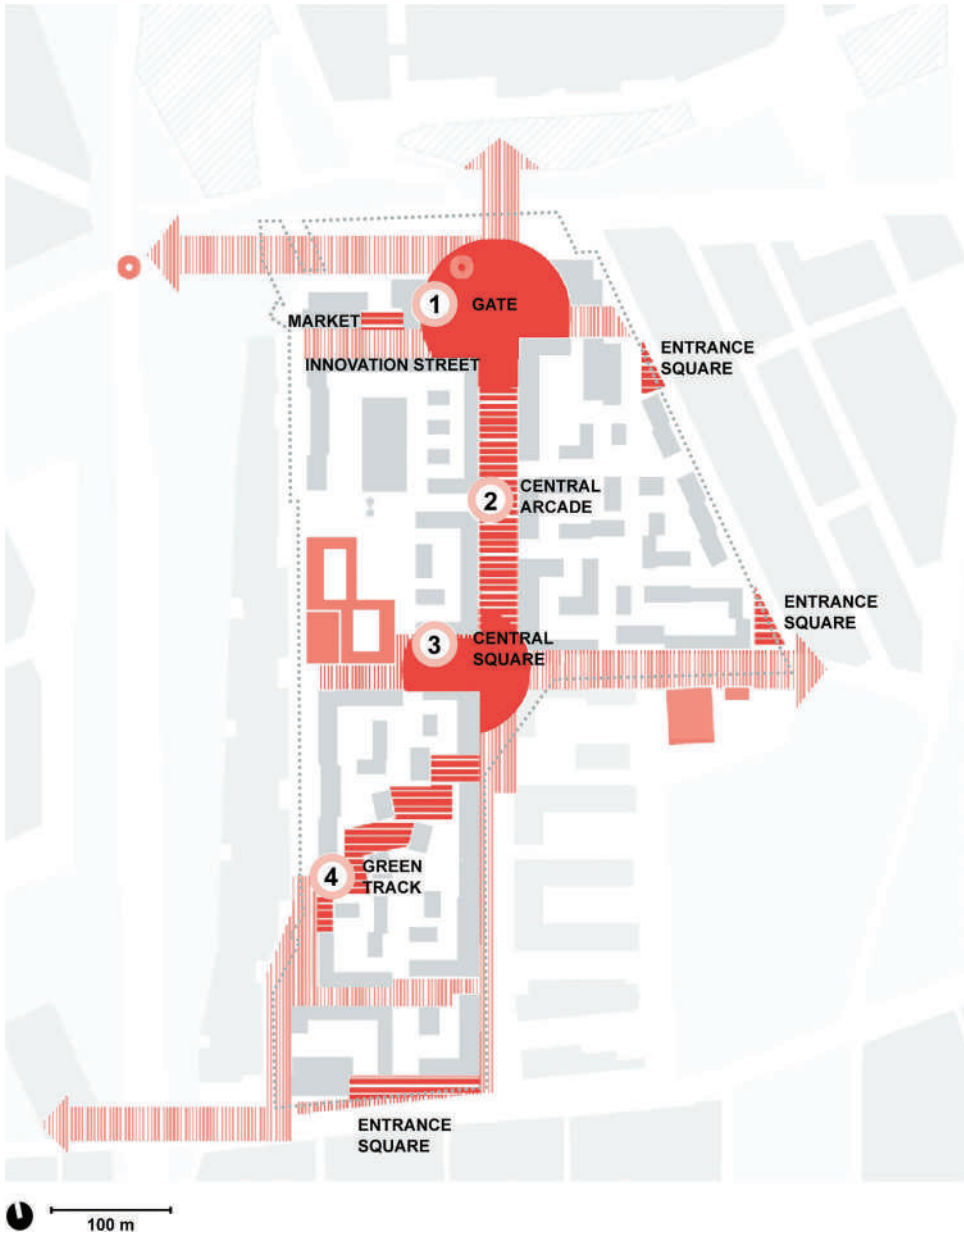 1
GATE
MARKET
INNOVATION STREET
ENTRANCE
SQUARE
2
CENTRAL
ARCADE
ENTRANCE
SQUARE
3
CENTRAL
SQUARE
4
GREEN
TRACK
ENTRANCE
SQUARE
100 m